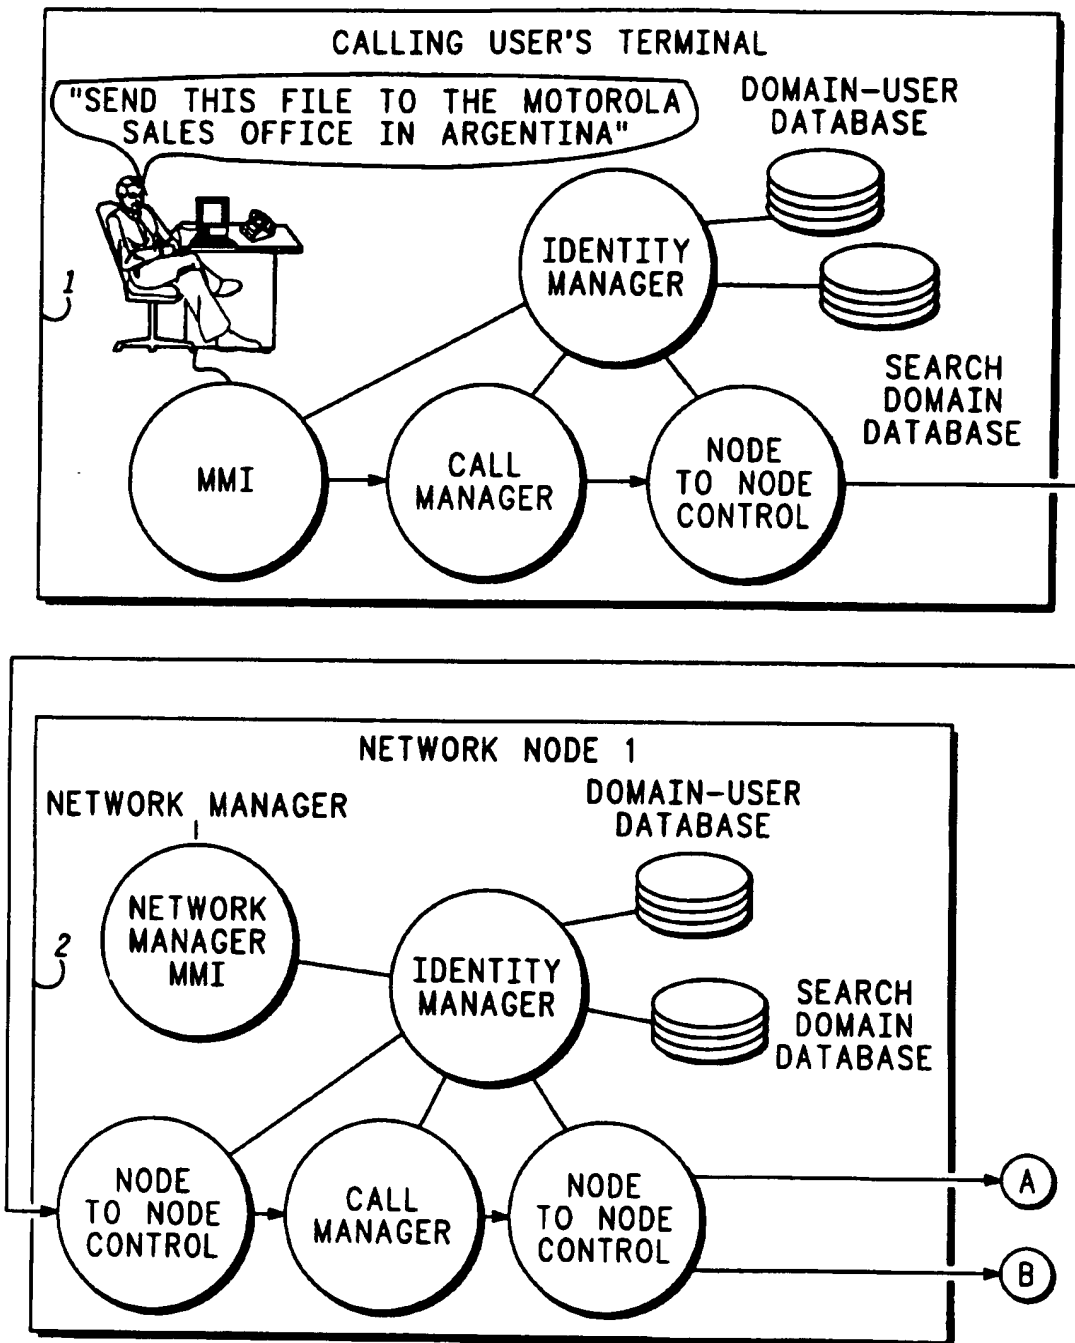 CALLING USER'S TERMINAL
"SEND THIS FILE TO THE MOTOROLA
SALES OFFICE IN ARGENTINA"
DOMAIN-USER
DATABASE
IDENTITY
MANAGER
1
SEARCH
DOMAIN
DATABASE
MMI
CALL
MANAGER
NODE
TO NODE
CONTROL
NETWORK NODE 1
NETWORK MANAGER
DOMAIN-USER
DATABASE
NETWORK
MANAGER
MMI
2
IDENTITY
MANAGER
SEARCH
DOMAIN
DATABASE
NODE
TO NODE
CONTROL
CALL
MANAGER
NODE
TO NODE
CONTROL
A
B